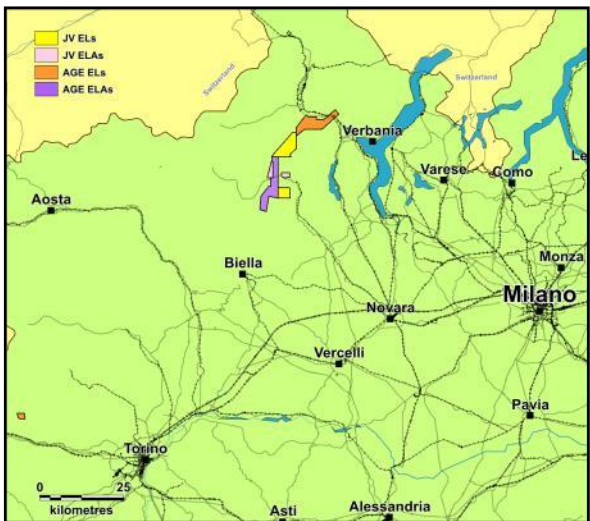 JV ELs
JV ELAs
AGE ELs
AGE ELAs
Switzerland
Switzerland
Verbania
Varese
Como
Le
Aosta
Biella
Monza
Milano
Novara
Vercelli
Pavia
Torino
0 25
kilometres
Asti
Alessandria